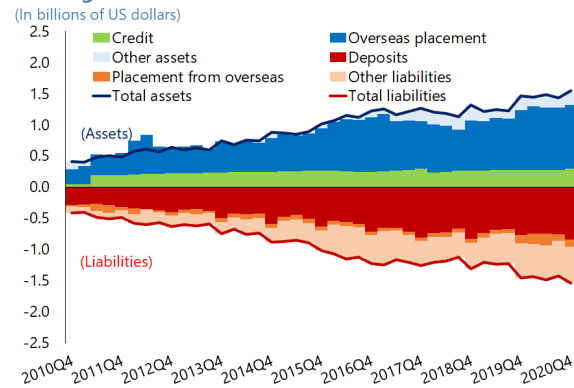 (In billions of US dollars)
2.5
Credit Overseas placement
2.0
Other assets Deposits
Placement from overseas Other liabilities
1.5
Total assets Total liabilities
1.0
(Assets)
0.5
0.0
-0.5
-1.0
(Liabilities)
-1.5
-2.0
-2.5
2010Q4 2011Q4 2012Q4 2013Q4 2014Q4 2015Q4 2016Q4 2017Q4 2018Q4 2019Q4 2020Q4